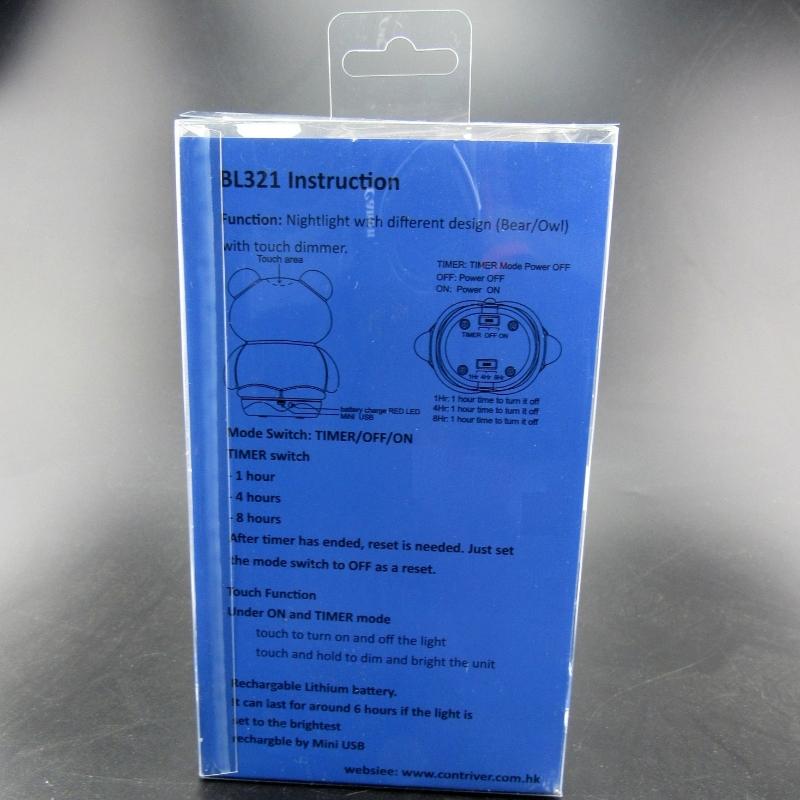 BL321 Instruction
Function: Nightlight with different design (Bear/Owl)
with touch dimmer.
Touch area
TIMER: TIMER Mode Power OFF
OFF: Power OFF
ON: Power ON
TIMER OFF ON
1Hr 4Hr 8Hr
battery charge RED LED
Mini USB
1Hr: 1 hour time to turn it off
4Hr: 1 hour time to turn it off
8Hr: 1 hour time to turn it off
Mode Switch: TIMER/OFF/ON
TIMER switch
- 1 hour
- 4 hours
- 8 hours
After timer has ended, reset is needed. Just set
the mode switch to OFF as a reset.
Touch Function
Under ON and TIMER mode
touch to turn on and off the light
touch and hold to dim and bright the unit
Rechargable Lithium battery.
It can last for around 6 hours if the light is
set to the brightest
rechargble by Mini USB
websiee: www.contriver.com.hk
Canon